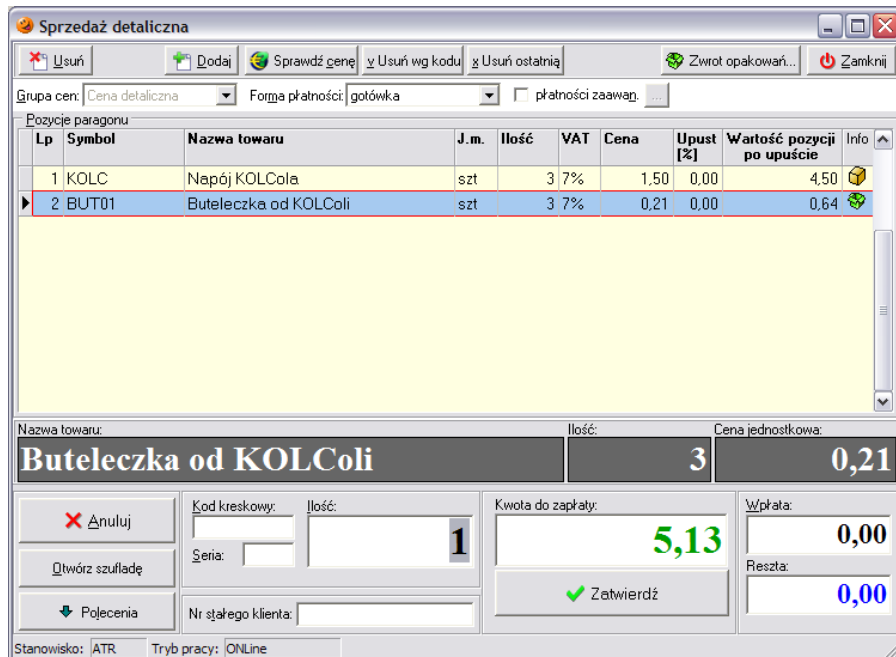 Sprzedaż detaliczna
Usuń Dodaj Sprawdź cenę v Usuń wg kodu x Usuń ostatnią Zwrot opakowań... Zamknij
Grupa cen: Cena detaliczna Forma płatności: gotówka płatności zaawan. ...
Pozycje paragonu
Lp Symbol Nazwa towaru J.m. Ilość VAT Cena Upust [%] Wartość pozycji po upuście Info
1 KOLC Napój KOLCola szt 3 7% 1,50 0,00 4,50
2 BUT01 Buteleczka od KOLColi szt 3 7% 0,21 0,00 0,64
Nazwa towaru: Ilość: Cena jednostkowa:
Buteleczka od KOLColi 3 0,21
Anuluj Kod kreskowy: Ilość: 1 Kwota do zapłaty: 5,13 Wpłata: 0,00
Otwórz szufladę Seria: Zatwierdź Reszta: 0,00
Polecenia Nr stałego klienta:
Stanowisko: ATR Tryb pracy: ONLine